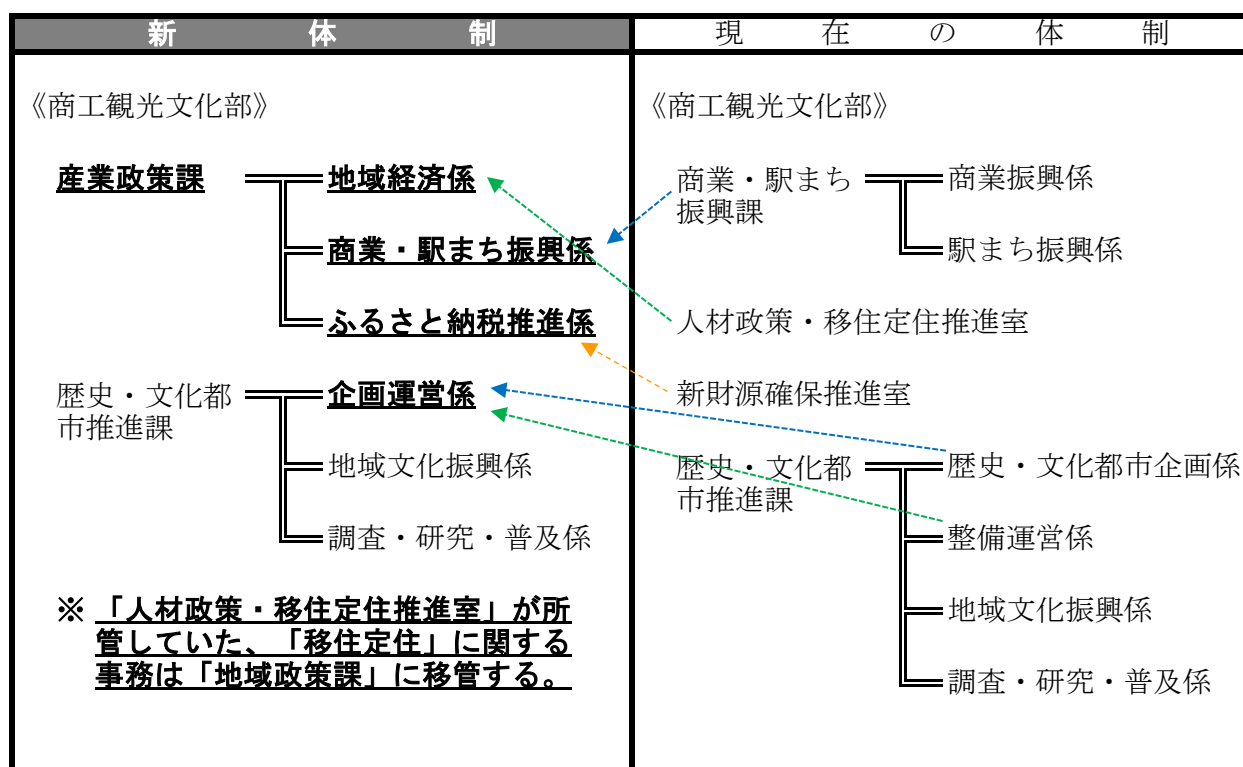 新体制
《商工観光文化部》
産業政策課
地域経済係
商業・駅まち振興係
ふるさと納税推進係
歴史・文化都
市推進課
企画運営係
地域文化振興係
調査・研究・普及係
※ 「人材政策・移住定住推進室」が所
管していた、「移住定住」に関する
事務は「地域政策課」に移管する。
現在の体制
《商工観光文化部》
商業・駅まち
振興課
商業振興係
駅まち振興係
人材政策・移住定住推進室
新財源確保推進室
歴史・文化都
市推進課
歴史・文化都市企画係
整備運営係
地域文化振興係
調査・研究・普及係